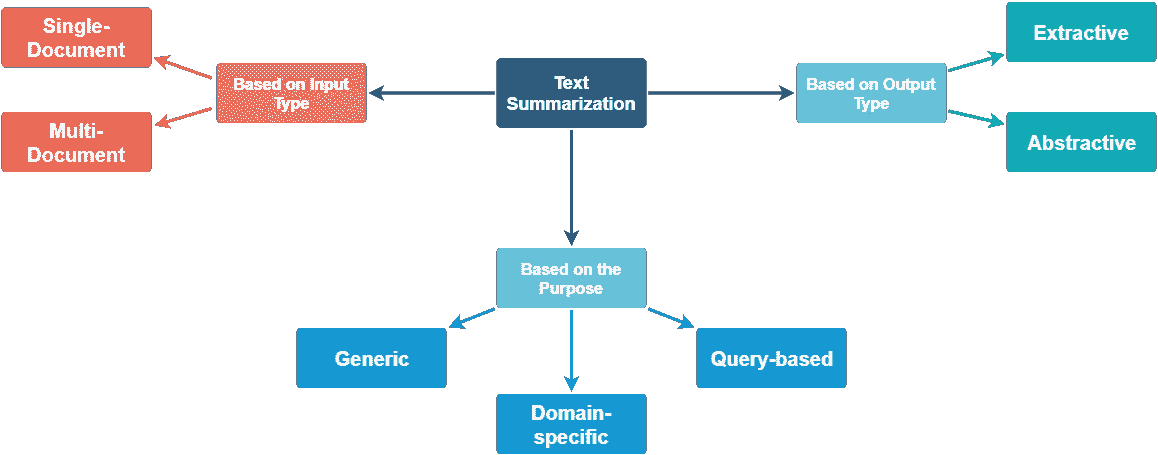 Single-
Document
Multi-
Document
Based on Input
Type
Text
Summarization
Based on Output
Type
Extractive
Abstractive
Based on the
Purpose
Generic
Domain-
specific
Query-based